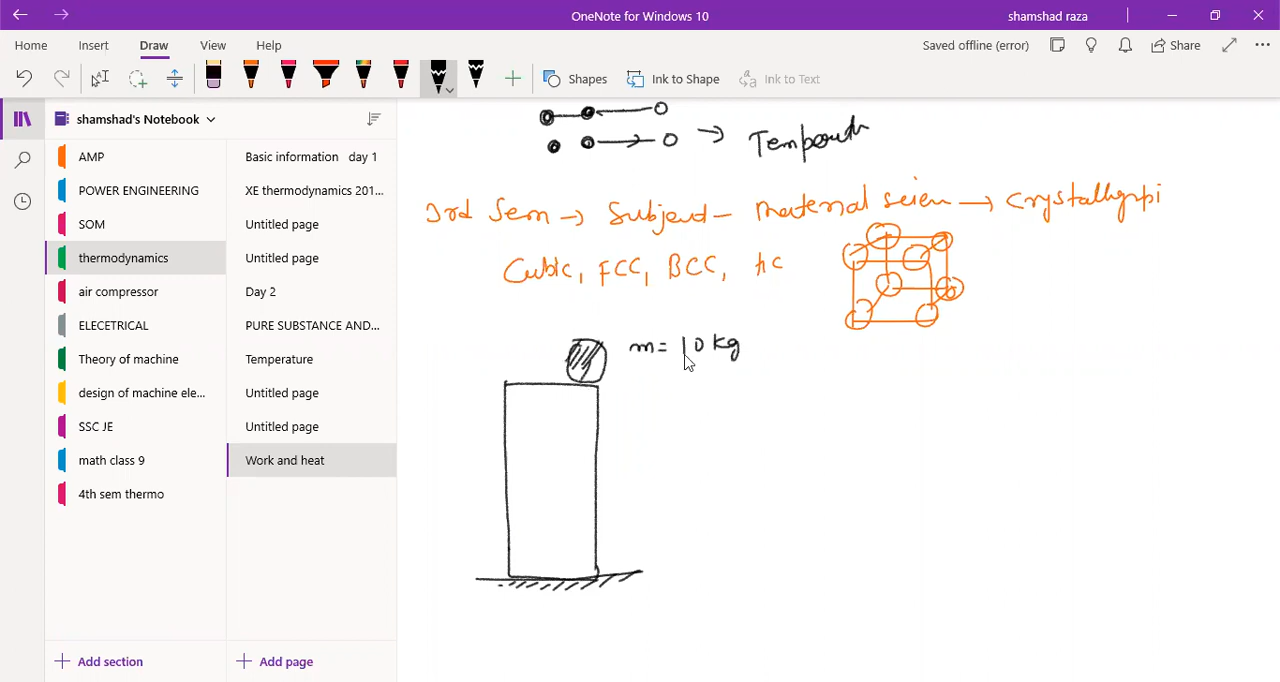 OneNote for Windows 10
shamshad raza
Home Insert Draw View Help
Saved offline (error)
Share
Shapes
Ink to Shape
Ink to Text
shamshad's Notebook
AMP
POWER ENGINEERING
SOM
thermodynamics
air compressor
ELECETRICAL
Theory of machine
design of machine ele...
SSC JE
math class 9
4th sem thermo
Add section
Basic information day 1
XE thermodynamics 201...
Untitled page
Untitled page
Day 2
PURE SUBSTANCE AND...
Temperature
Untitled page
Untitled page
Work and heat
Add page
→
3rd Sem → Subject - material → 
Cubic, FCC, BCC, HC
m = 10 kg